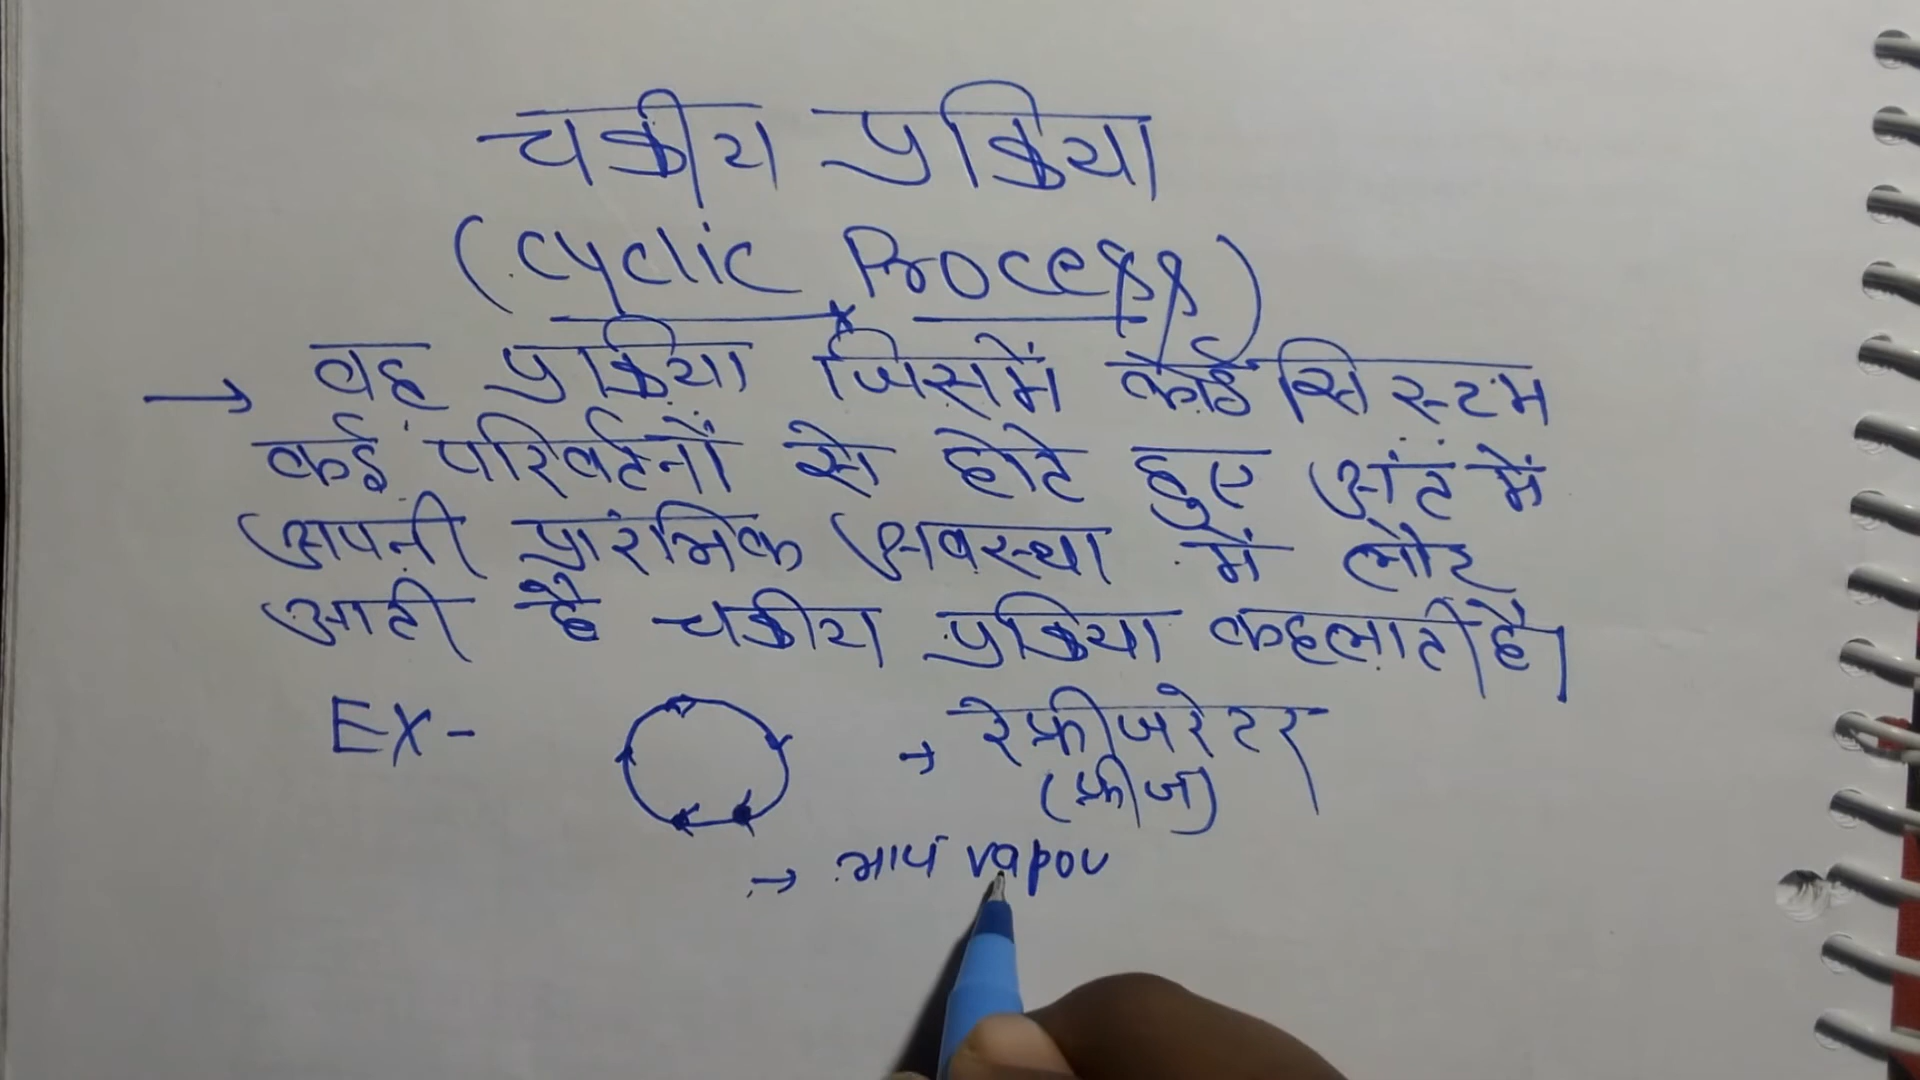 चक्रीय प्रक्रिया
(Cyclic Process)
→ वह प्रक्रिया जिसमें कोई सिस्टम
कई परिवर्तनों से होते हुए अंत में
अपनी प्रारंभिक अवस्था में लौट
आती है चक्रीय प्रक्रिया कहलाती है।
EX- → रेफ्रीजरेटर
(फ्रीज)
→ भाप vapou